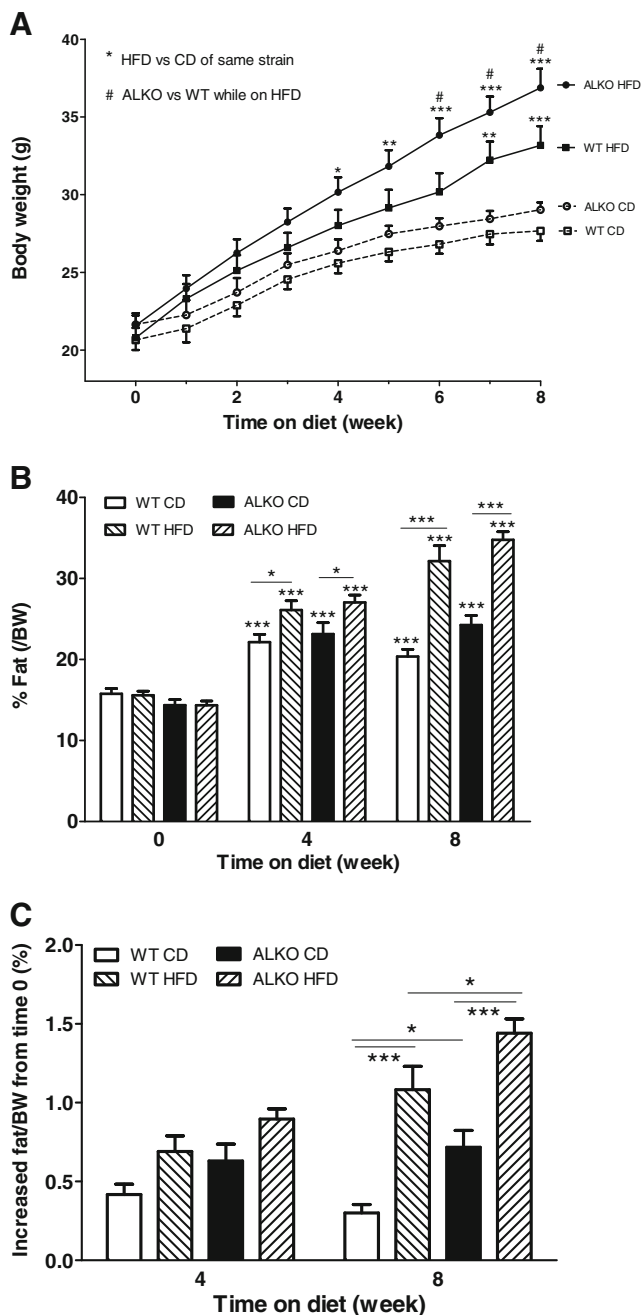 A
* HFD vs CD of same strain
# ALKO vs WT while on HFD
Body weight (g)
40
35
30
25
20
*
**
#
***
#
***
#
***
**
***
ALKO HFD
WT HFD
ALKO CD
WT CD
0 2 4 6 8
Time on diet (week)
B
WT CD ALKO CD
WT HFD ALKO HFD
% Fat (/BW)
40
30
20
10
0
* *
*** *** *** ***
*** ***
*** *** *** ***
0 4 8
Time on diet (week)
C
WT CD ALKO CD
WT HFD ALKO HFD
Increased fat/BW from time 0 (%)
2.0
1.5
1.0
0.5
0.0
*
***
*
***
4 8
Time on diet (week)